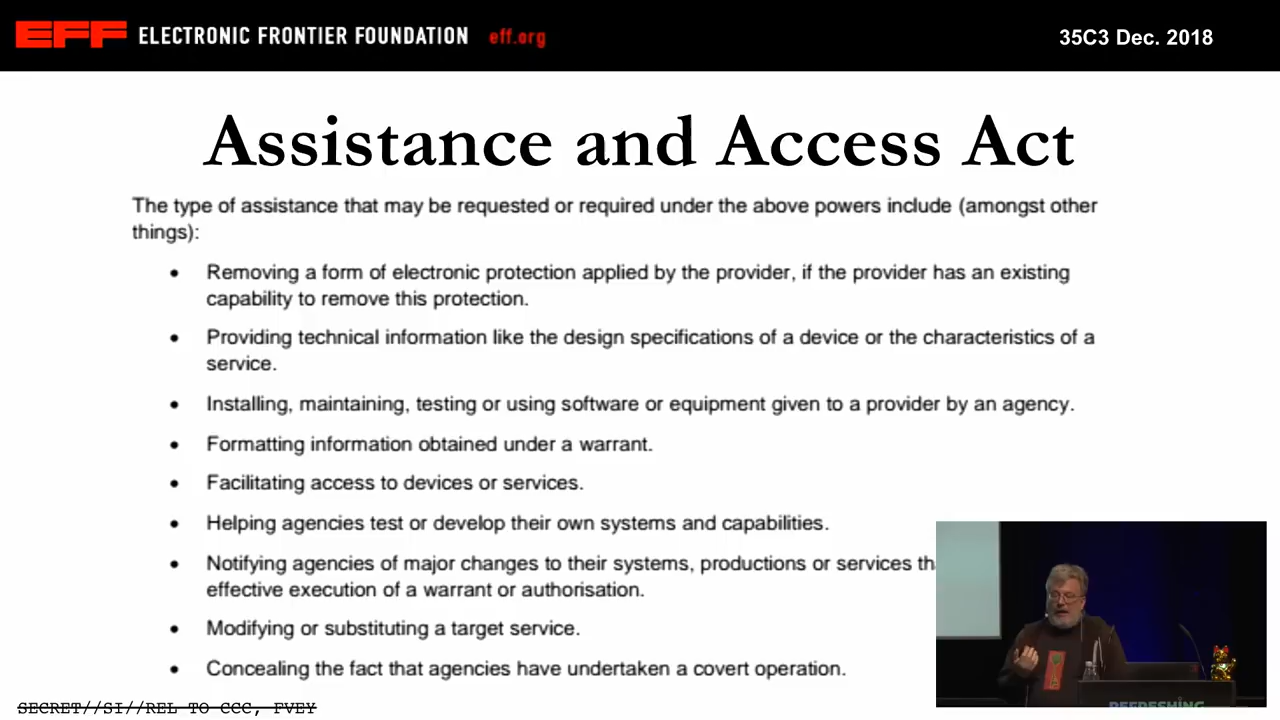 EFF ELECTRONIC FRONTIER FOUNDATION eff.org
35C3 Dec. 2018
Assistance and Access Act
The type of assistance that may be requested or required under the above powers include (amongst other
things):
• Removing a form of electronic protection applied by the provider, if the provider has an existing
capability to remove this protection.
• Providing technical information like the design specifications of a device or the characteristics of a
service.
• Installing, maintaining, testing or using software or equipment given to a provider by an agency.
• Formatting information obtained under a warrant.
• Facilitating access to devices or services.
• Helping agencies test or develop their own systems and capabilities.
• Notifying agencies of major changes to their systems, productions or services
effective execution of a warrant or authorisation.
• Modifying or substituting a target service.
• Concealing the fact that agencies have undertaken a covert operation.
SECRET//SI//REL TO CCC, FVEY
REFRESHING